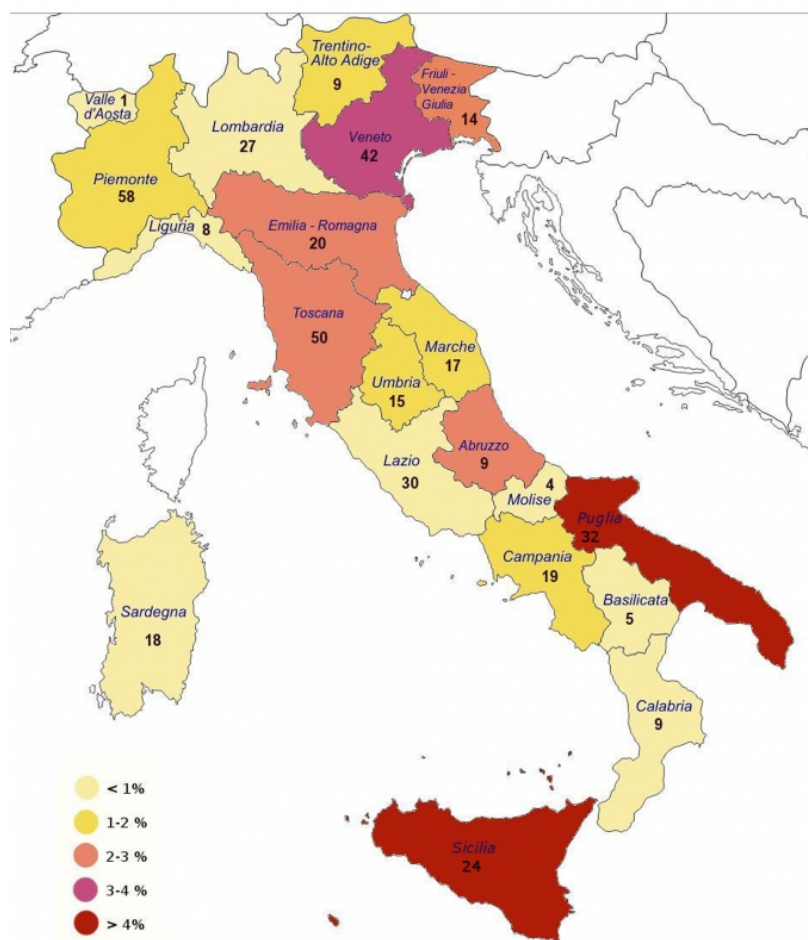 Trentino-
Alto Adige
9
Friuli -
Venezia
Giulia
14
Valle 1
d'Aosta
Lombardia
27
Veneto
42
Piemonte
58
Liguria 8
Emilia - Romagna
20
Toscana
50
Marche
17
Umbria
15
Abruzzo
9
Lazio
30
4
Molise
Puglia
32
Campania
19
Basilicata
5
Sardegna
18
Calabria
9
Sicilia
24
< 1%
1-2 %
2-3 %
3-4 %
> 4%